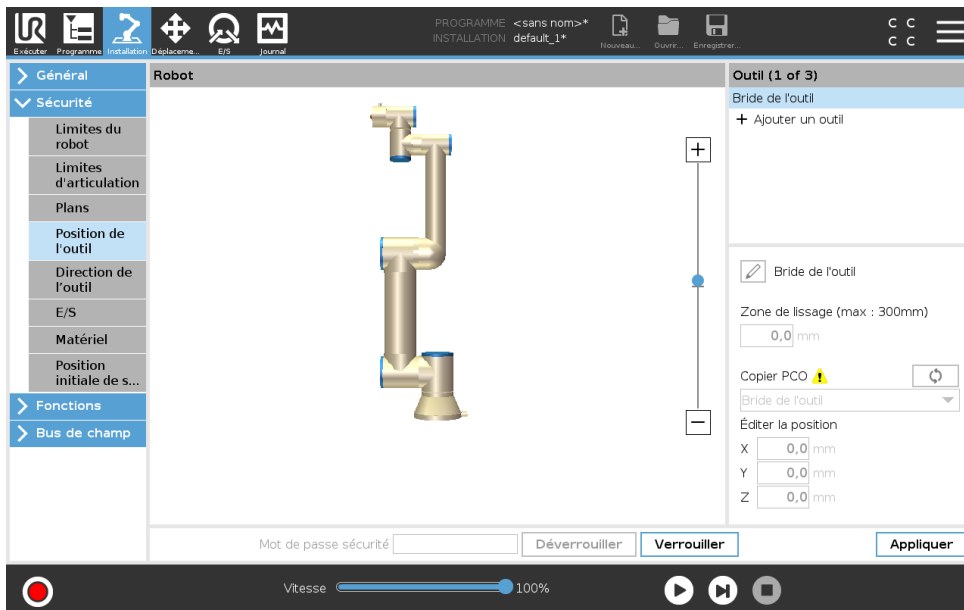 UR
PROGRAMME <sans nom>*
INSTALLATION default_1*
C C
C C
Exécuter Programme Installation Déplaceme... E/S Journal Nouveau... Ouvrir... Enregistrer...
Général
Sécurité
Limites du
robot
Limites
d'articulation
Plans
Position de
l'outil
Direction de
l'outil
E/S
Matériel
Position
initiale de s...
Fonctions
Bus de champ
Robot
Outil (1 of 3)
Bride de l'outil
+ Ajouter un outil
Bride de l'outil
Zone de lissage (max : 300mm)
0,0 mm
Copier PCO
Bride de l'outil
Éditer la position
X 0,0 mm
Y 0,0 mm
Z 0,0 mm
Mot de passe sécurité Déverrouiller Verrouiller Appliquer
Vitesse 100%